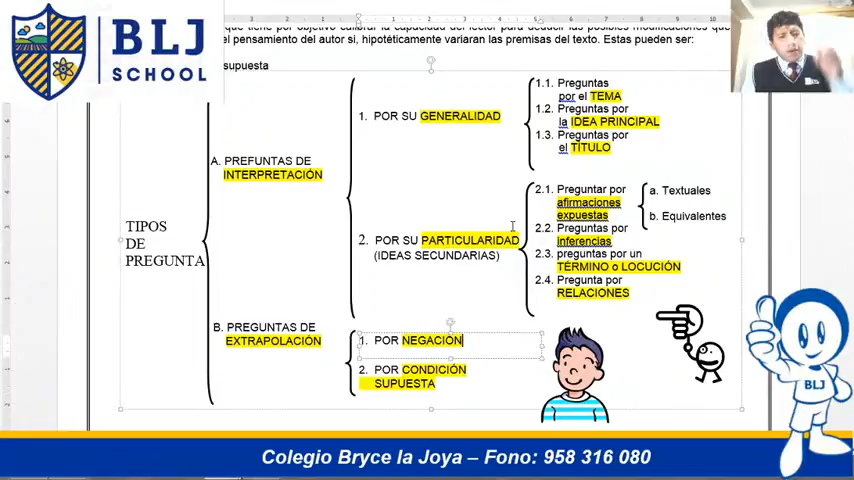 BLJ
SCHOOL
que tiene por objetivo calibrar la capacidad del lector para deducir las posibles modificaciones que
el pensamiento del autor si, hipotéticamente variaran las premisas del texto. Estas pueden ser:
supuesta
TIPOS
DE
PREGUNTA
A. PREFUNTAS DE
INTERPRETACIÓN
1. POR SU GENERALIDAD
1.1. Preguntas
por el TEMA
1.2. Preguntas por
la IDEA PRINCIPAL
1.3. Preguntas por
el TÍTULO
2. POR SU PARTICULARIDAD
(IDEAS SECUNDARIAS)
2.1. Preguntar por
afirmaciones
expuestas
a. Textuales
b. Equivalentes
2.2. Preguntas por
inferencias
2.3. preguntas por un
TÉRMINO o LOCUCIÓN
2.4. Pregunta por
RELACIONES
B. PREGUNTAS DE
EXTRAPOLACIÓN
1. POR NEGACIÓN
2. POR CONDICIÓN
SUPUESTA
BLJ
Colegio Bryce la Joya – Fono: 958 316 080